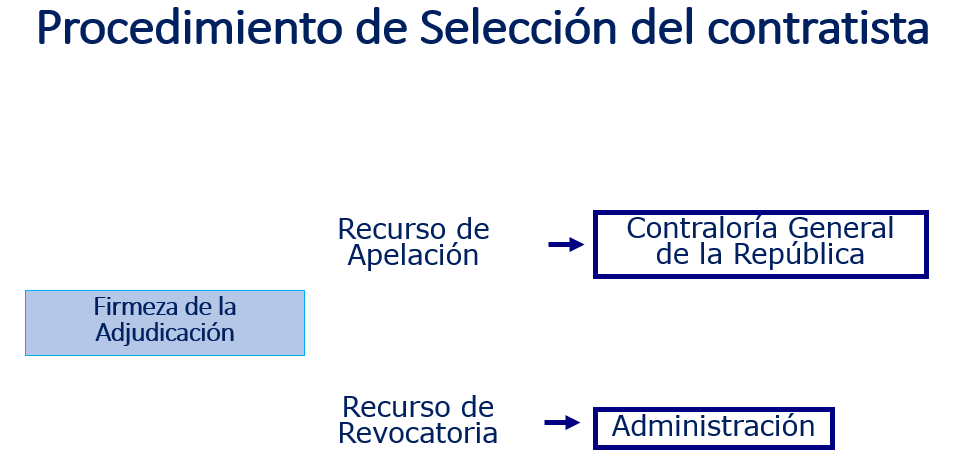 Procedimiento de Selección del contratista
Recurso de
Apelación
Contraloría General
de la República
Firmeza de la
Adjudicación
Recurso de
Revocatoria
Administración